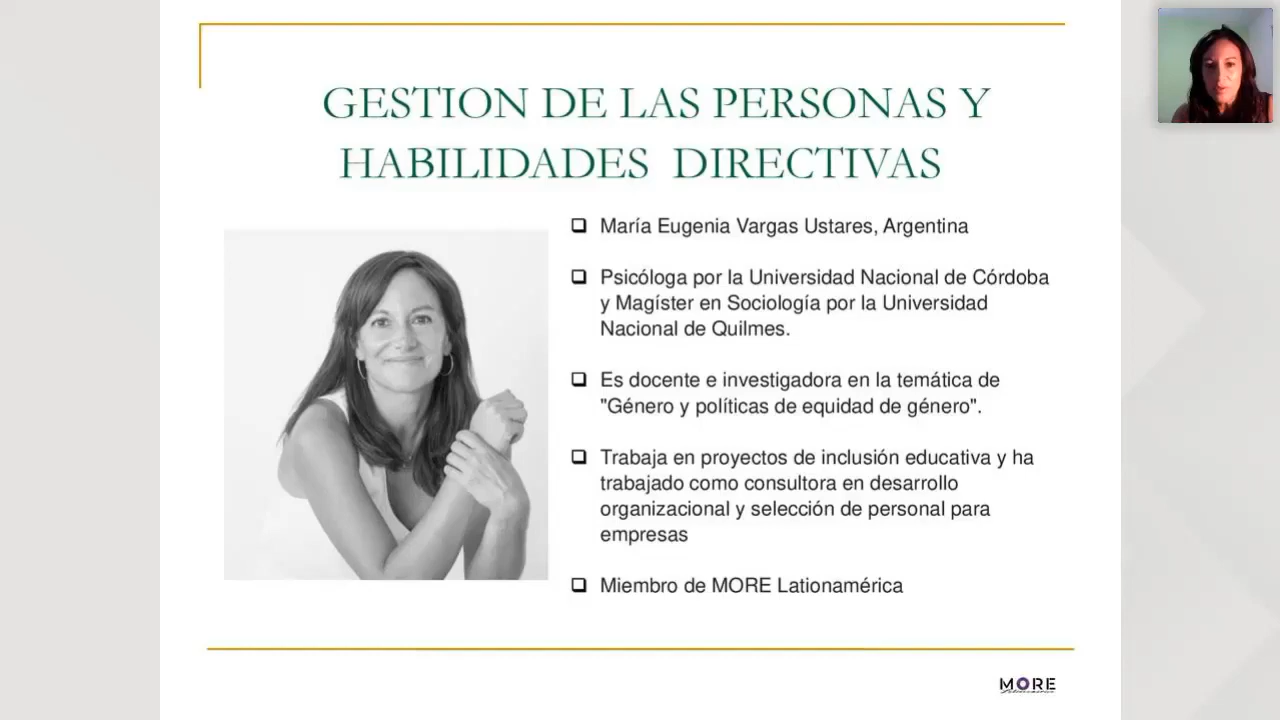 GESTION DE LAS PERSONAS Y
HABILIDADES DIRECTIVAS
María Eugenia Vargas Ustares, Argentina
Psicóloga por la Universidad Nacional de Córdoba
y Magíster en Sociología por la Universidad
Nacional de Quilmes.
Es docente e investigadora en la temática de
"Género y políticas de equidad de género".
Trabaja en proyectos de inclusión educativa y ha
trabajado como consultora en desarrollo
organizacional y selección de personal para
empresas
Miembro de MORE Lationamérica
MORE